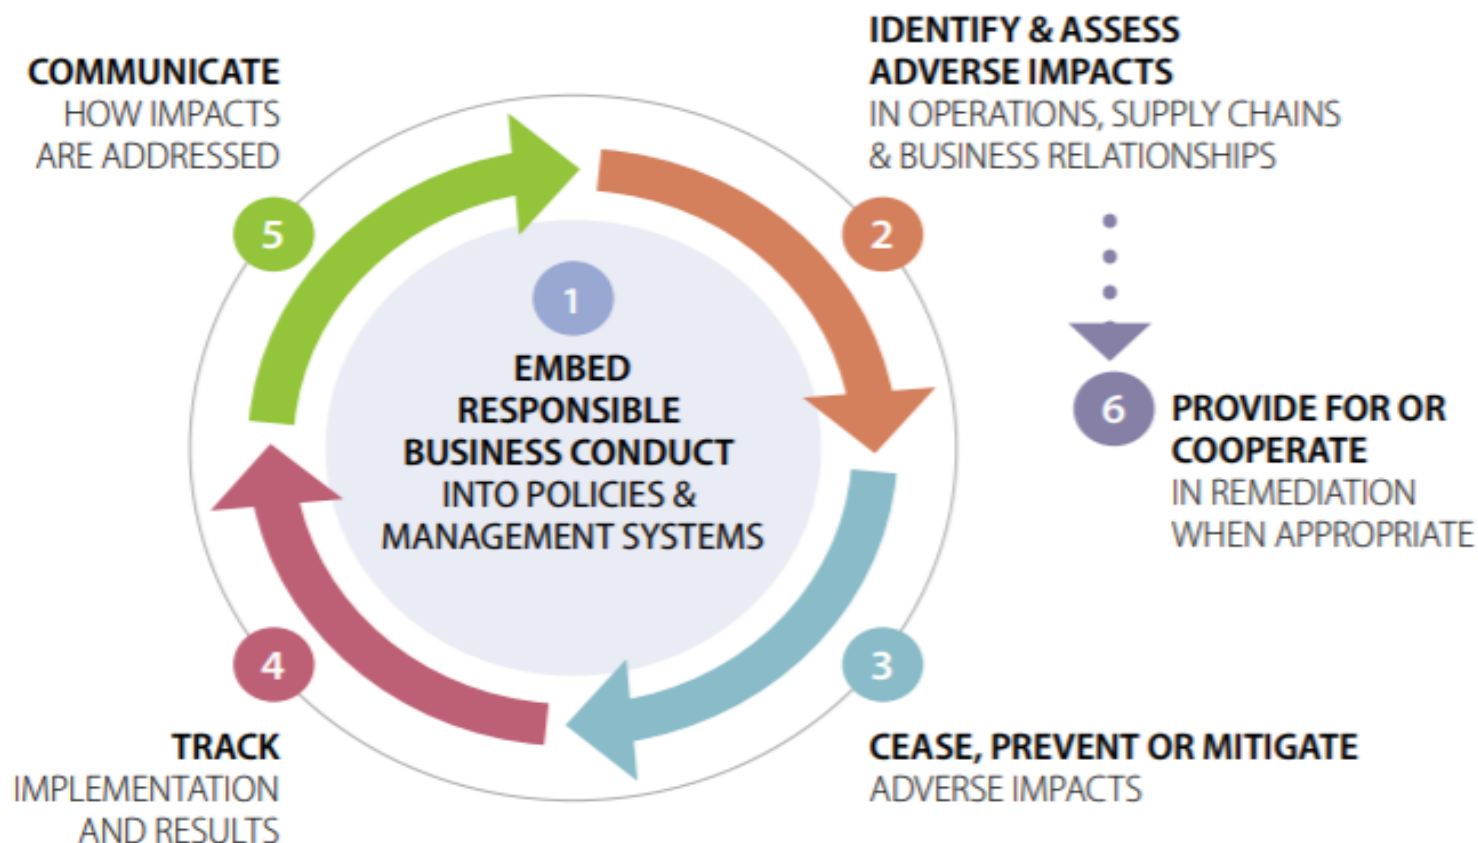 1
EMBED
RESPONSIBLE
BUSINESS CONDUCT
INTO POLICIES &
MANAGEMENT SYSTEMS
2
IDENTIFY & ASSESS
ADVERSE IMPACTS
IN OPERATIONS, SUPPLY CHAINS
& BUSINESS RELATIONSHIPS
3
CEASE, PREVENT OR MITIGATE
ADVERSE IMPACTS
4
TRACK
IMPLEMENTATION
AND RESULTS
5
COMMUNICATE
HOW IMPACTS
ARE ADDRESSED
6
PROVIDE FOR OR
COOPERATE
IN REMEDIATION
WHEN APPROPRIATE